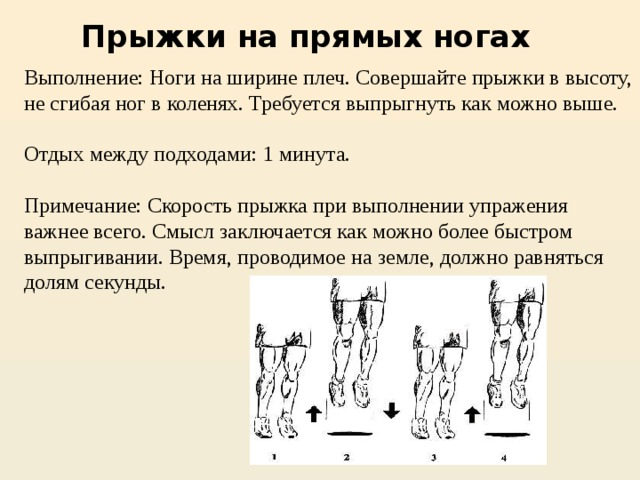 Прыжки на прямых ногах
Выполнение: Ноги на ширине плеч. Совершайте прыжки в высоту,
не сгибая ног в коленях. Требуется выпрыгнуть как можно выше.
Отдых между подходами: 1 минута.
Примечание: Скорость прыжка при выполнении упражнения
важнее всего. Смысл заключается как можно более быстром
выпрыгивании. Время, проводимое на земле, должно равняться
долям секунды.
1 2 3 4